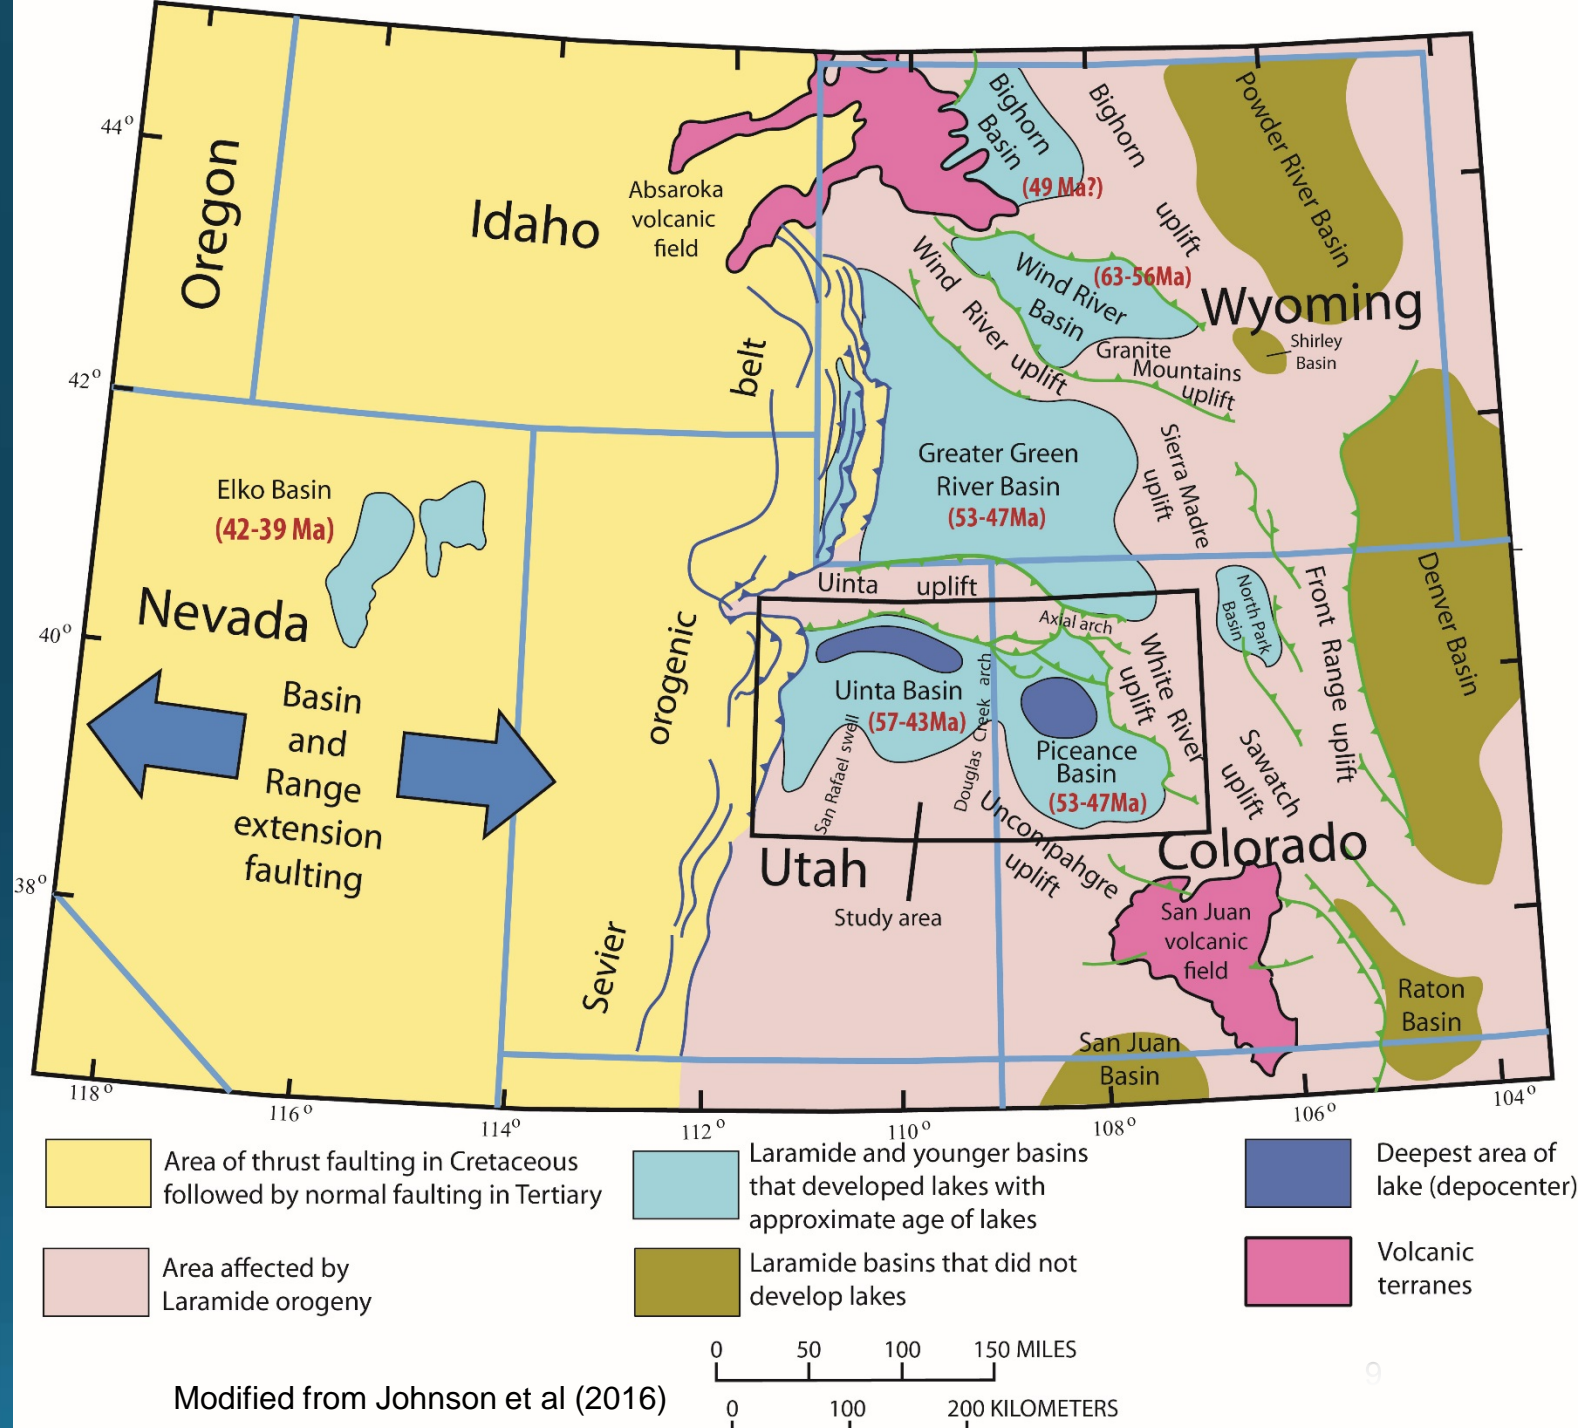 44°
42°
40°
38°
Oregon
Idaho
Absaroka
volcanic
field
Bighorn
Basin
(49 Ma?)
Bighorn
uplift
Powder River Basin
Wind River
Basin
(63-56Ma)
Wind River uplift
Wyoming
Granite
Mountains
uplift
Shirley
Basin
Greater Green
River Basin
(53-47Ma)
Sierra Madre
uplift
Elko Basin
(42-39 Ma)
Nevada
Basin
and
Range
extension
faulting
Sevier orogenic belt
Uinta uplift
Axial arch
North Park
Basin
Front Range uplift
Denver Basin
Uinta Basin
(57-43Ma)
San Rafael swell
Douglas Creek arch
Piceance
Basin
(53-47Ma)
White River
uplift
Sawatch
uplift
Uncompahgre
uplift
Utah
Study area
Colorado
San Juan
volcanic
field
Raton
Basin
San Juan
Basin
118°
116°
114°
112°
110°
108°
106°
104°
Area of thrust faulting in Cretaceous
followed by normal faulting in Tertiary
Area affected by
Laramide orogeny
Laramide and younger basins
that developed lakes with
approximate age of lakes
Laramide basins that did not
develop lakes
Deepest area of
lake (depocenter)
Volcanic
terranes
0 50 100 150 MILES
0 100 200 KILOMETERS
Modified from Johnson et al (2016)
9